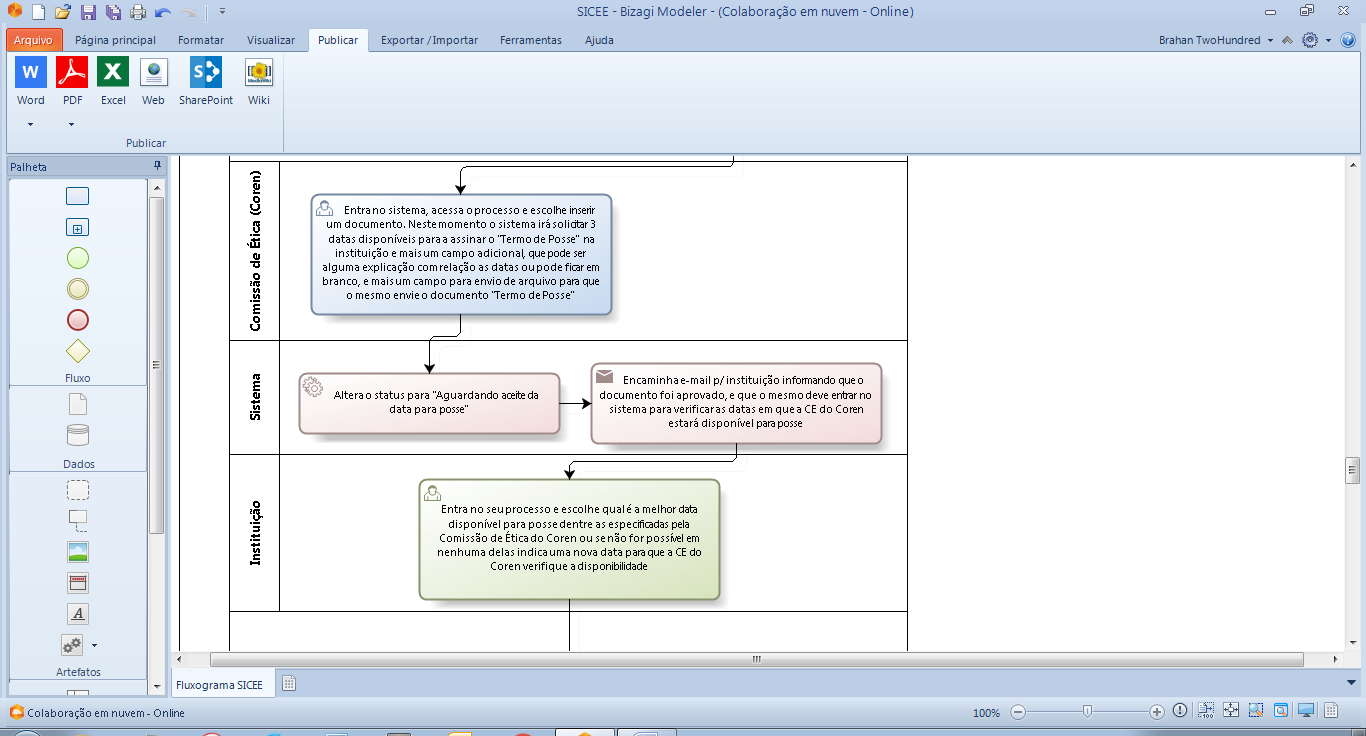 SICEE - Bizagi Modeler - (Colaboração em nuvem - Online)
Arquivo Página principal Formatar Visualizar Publicar Exportar / Importar Ferramentas Ajuda Brahan TwoHundred
W X S
Word PDF Excel Web SharePoint Wiki
Publicar
Palheta
Fluxo
Dados
A
Artefatos
Comissão de Ética (Coren)
Entra no sistema, acessa o processo e escolhe inserir
um documento. Neste momento o sistema irá solicitar 3
datas disponíveis para a assinar o "Termo de Posse" na
instituição e mais um campo adicional, que pode ser
alguma explicação com relação as datas ou pode ficar em
branco, e mais um campo para envio de arquivo para que
o mesmo envie o documento "Termo de Posse"
Sistema
Altera o status para "Aguardando aceite da
data para posse"
Encaminha e-mail p/ instituição informando que o
documento foi aprovado, e que o mesmo deve entrar no
sistema para verificar as datas em que a CE do Coren
estará disponível para posse
Instituição
Entra no seu processo e escolhe qual é a melhor data
disponível para posse dentre as especificadas pela
Comissão de Ética do Coren ou se não for possível em
nenhuma delas indica uma nova data para que a CE do
Coren verifique a disponibilidade
Fluxograma SICEE
Colaboração em nuvem - Online 100%